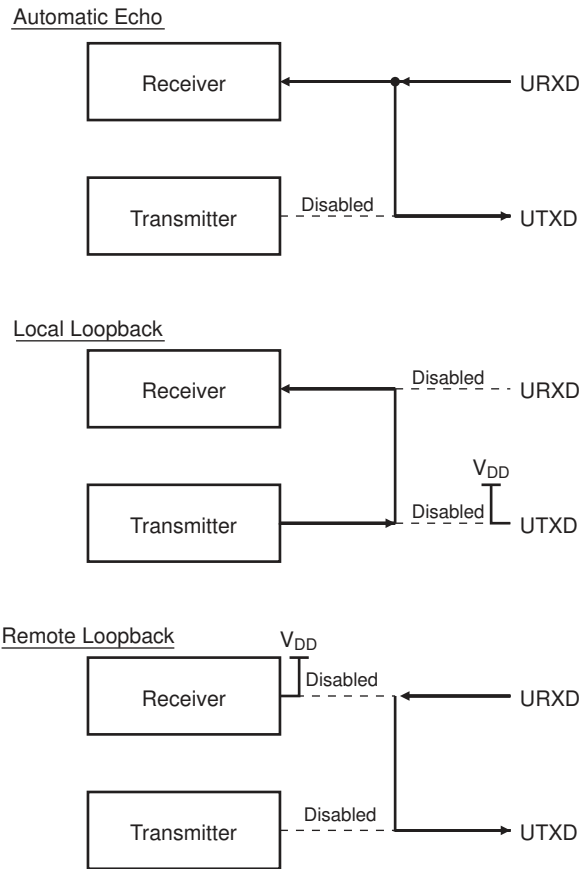 Automatic Echo
Receiver
URXD
Transmitter
Disabled
UTXD
Local Loopback
Receiver
Disabled
URXD
VDD
Transmitter
Disabled
UTXD
Remote Loopback
VDD
Receiver
Disabled
URXD
Transmitter
Disabled
UTXD